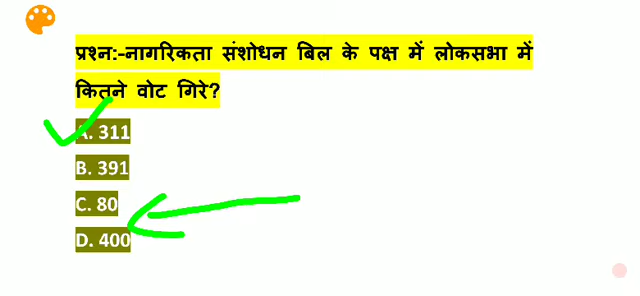 प्रश्न:-नागरिकता संशोधन बिल के पक्ष में लोकसभा में
कितने वोट गिरे?
A. 311
B. 391
C. 80
D. 400